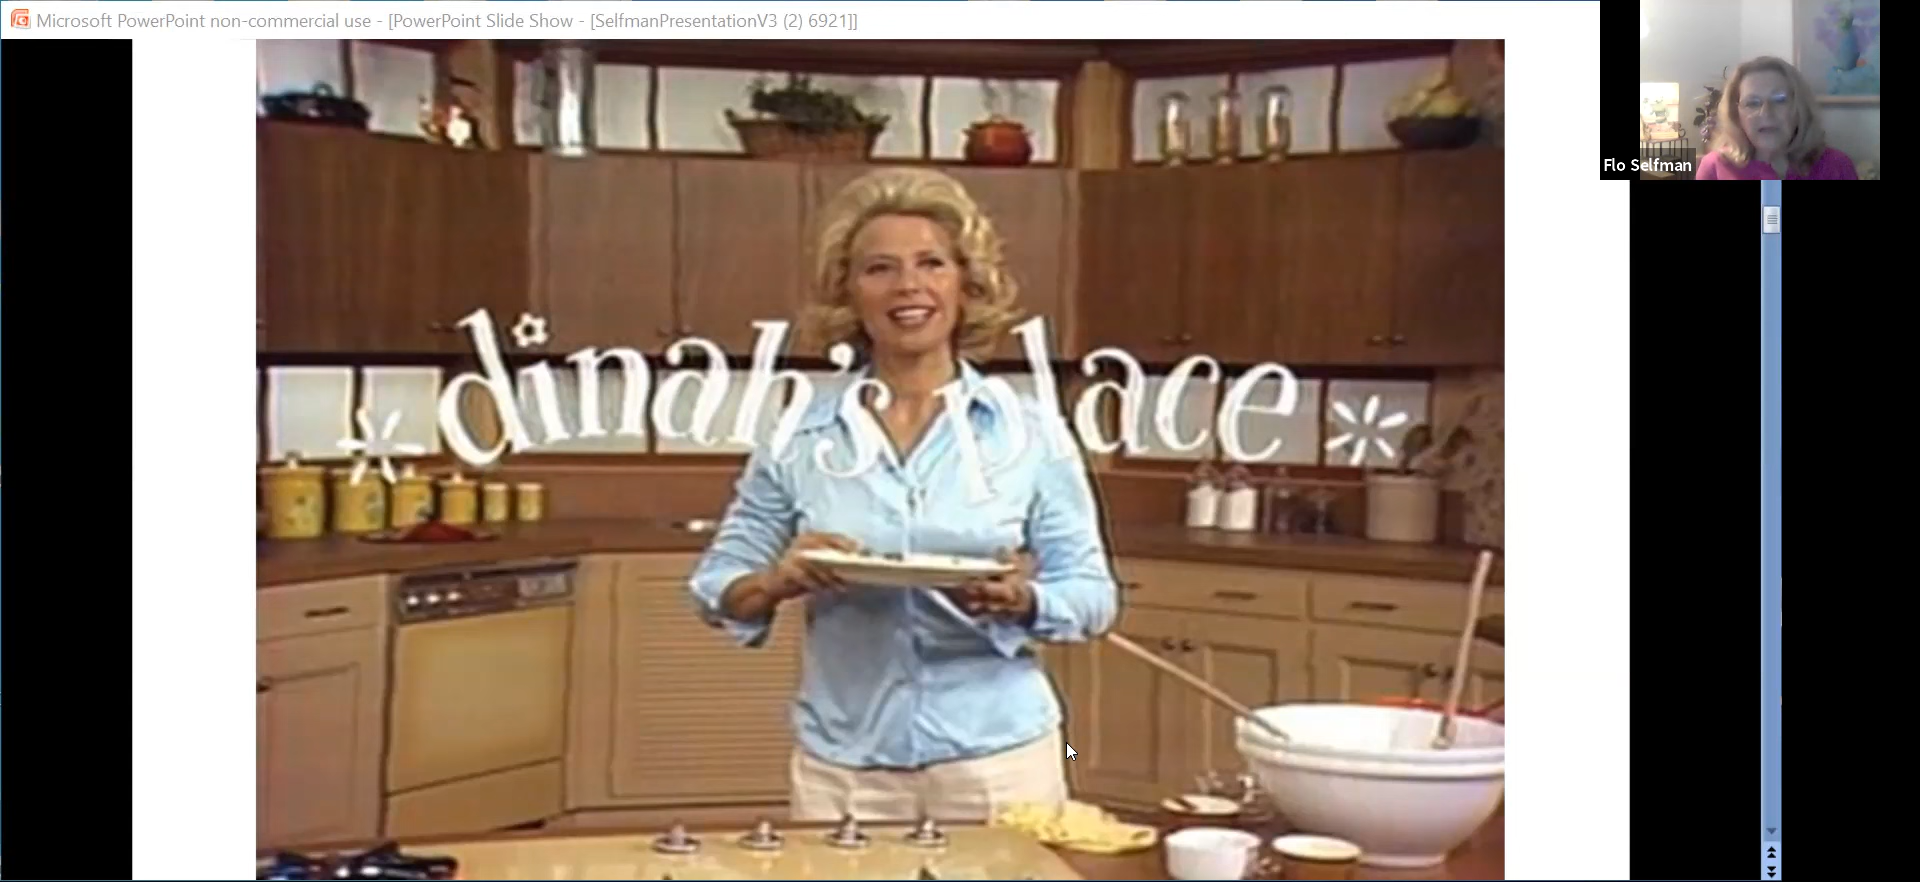 Microsoft PowerPoint non-commercial use - [PowerPoint Slide Show - [SelfmanPresentationV3 (2) 6921]]
Flo Selfman
dinah's place